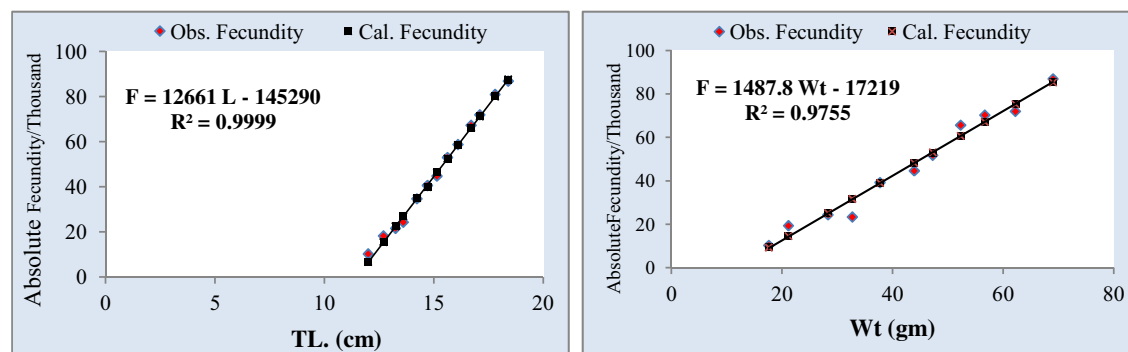 Obs. Fecundity
Cal. Fecundity
100
80
60
40
20
0
F = 12661 L - 145290
R² = 0.9999
Absolute Fecundity/Thousand
0
5
10
15
20
TL. (cm)
Obs. Fecundity
Cal. Fecundity
100
80
60
40
20
0
F = 1487.8 Wt - 17219
R² = 0.9755
AbsoluteFecundity/Thousand
0
20
40
60
80
Wt (gm)